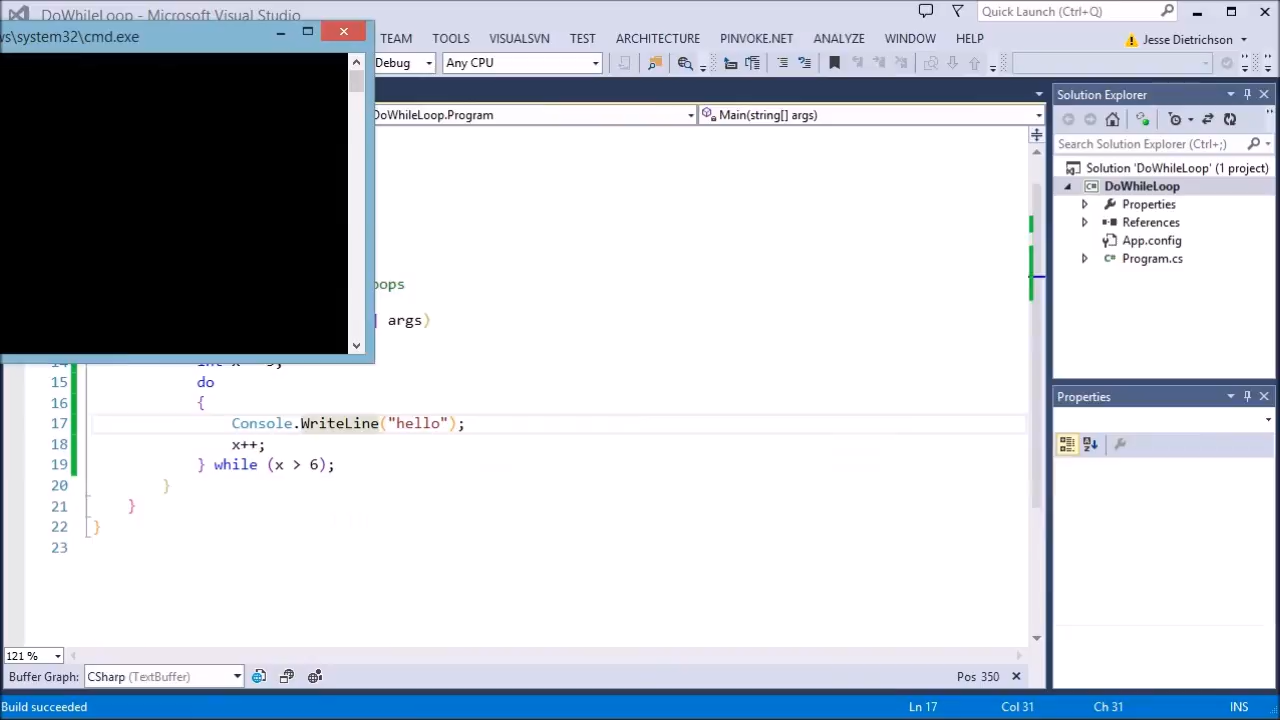 DoWhileLoop - Microsoft Visual Studio
Quick Launch (Ctrl+Q)
ws\system32\cmd.exe
TEAM TOOLS VISUALSVN TEST ARCHITECTURE PINVOKE.NET ANALYZE WINDOW HELP
Jesse Dietrichson
Debug Any CPU
DoWhileLoop.Program
Main(string[] args)
Solution Explorer
Search Solution Explorer (Ctrl+;)
Solution 'DoWhileLoop' (1 project)
DoWhileLoop
Properties
References
App.config
Program.cs
Properties
oops
args)
14
15 do
16 {
17 Console.WriteLine("hello");
18 x++;
19 } while (x > 6);
20 }
21 }
22 }
23
121 %
Buffer Graph: CSharp (TextBuffer)
Pos 350
Build succeeded
Ln 17 Col 31 Ch 31 INS